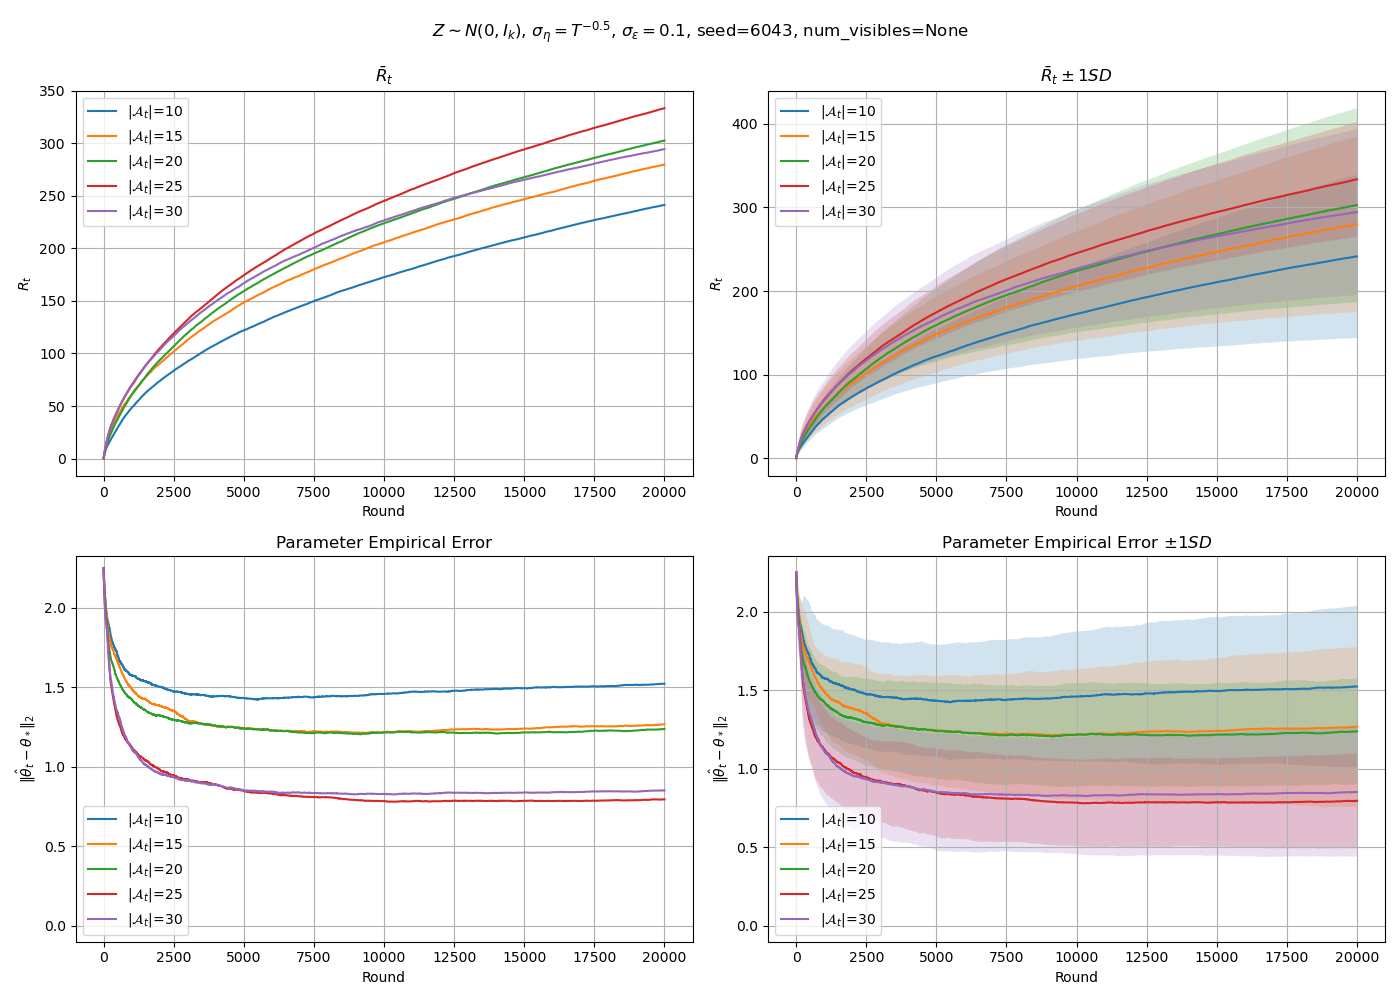 Z ∼ N(0, I_k), σ_η = T^{−0.5}, σ_ε = 0.1, seed=6043, num_visibles=None
R̄_t
R_t
350
300
250
200
150
100
50
0
|𝒜_t|=10
|𝒜_t|=15
|𝒜_t|=20
|𝒜_t|=25
|𝒜_t|=30
0 2500 5000 7500 10000 12500 15000 17500 20000
Round
R̄_t ± 1SD
R_t
400
300
200
100
0
|𝒜_t|=10
|𝒜_t|=15
|𝒜_t|=20
|𝒜_t|=25
|𝒜_t|=30
0 2500 5000 7500 10000 12500 15000 17500 20000
Round
Parameter Empirical Error
‖θ̂_t − θ_*‖_2
2.0
1.5
1.0
0.5
0.0
|𝒜_t|=10
|𝒜_t|=15
|𝒜_t|=20
|𝒜_t|=25
|𝒜_t|=30
0 2500 5000 7500 10000 12500 15000 17500 20000
Round
Parameter Empirical Error ±1SD
‖θ̂_t − θ_*‖_2
2.0
1.5
1.0
0.5
0.0
|𝒜_t|=10
|𝒜_t|=15
|𝒜_t|=20
|𝒜_t|=25
|𝒜_t|=30
0 2500 5000 7500 10000 12500 15000 17500 20000
Round